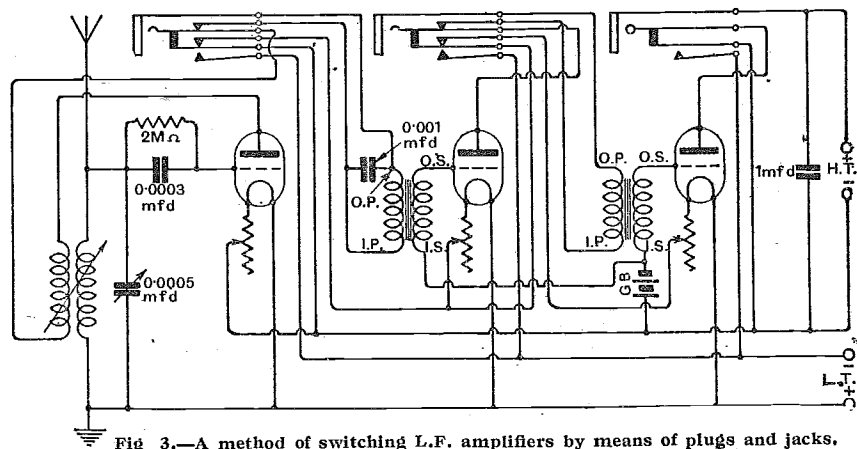 2MΩ
0·0003
mfd
0·0005
mfd
0·001
mfd
O.P.
I.P.
O.S.
I.S.
O.P.
I.P.
O.S.
I.S.
G B
1mfd
+
H.T.
−
−
L.T.
+
Fig 3.—A method of switching L.F. amplifiers by means of plugs and jacks.